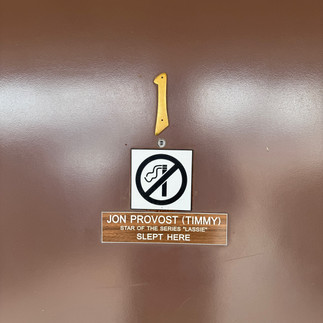 1
JON PROVOST (TIMMY)
STAR OF THE SERIES "LASSIE"
SLEPT HERE